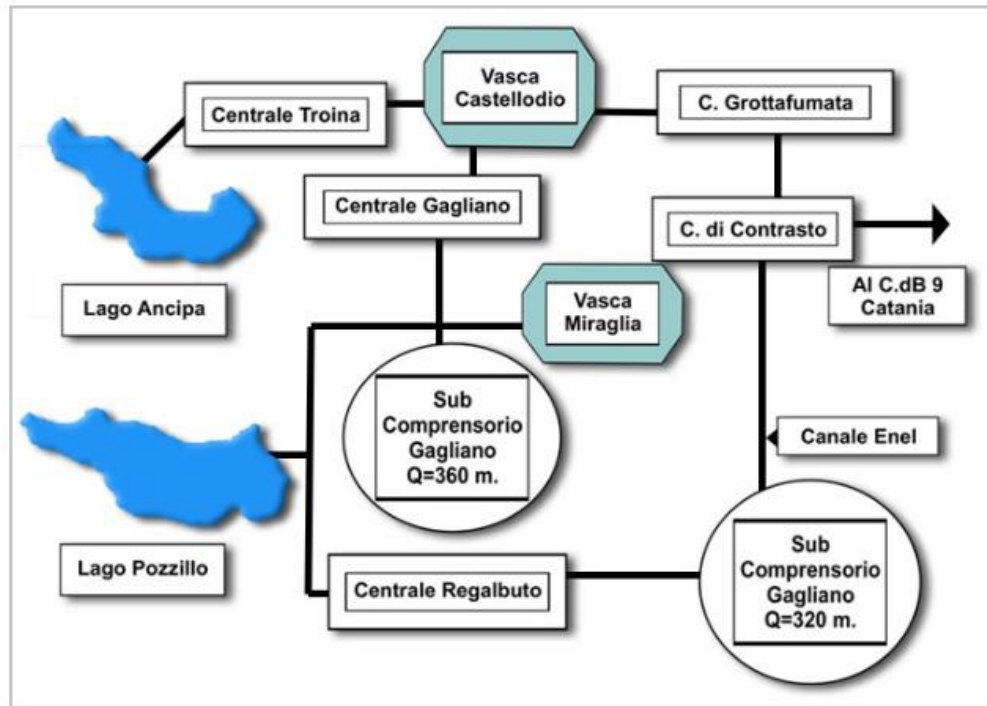 Vasca
Castellodio
Centrale Troina
C. Grottafumata
Centrale Gagliano
C. di Contrasto
Lago Ancipa
Vasca
Miraglia
Al C.dB 9
Catania
Sub
Comprensorio
Gagliano
Q=360 m.
Canale Enel
Lago Pozzillo
Centrale Regalbuto
Sub
Comprensorio
Gagliano
Q=320 m.